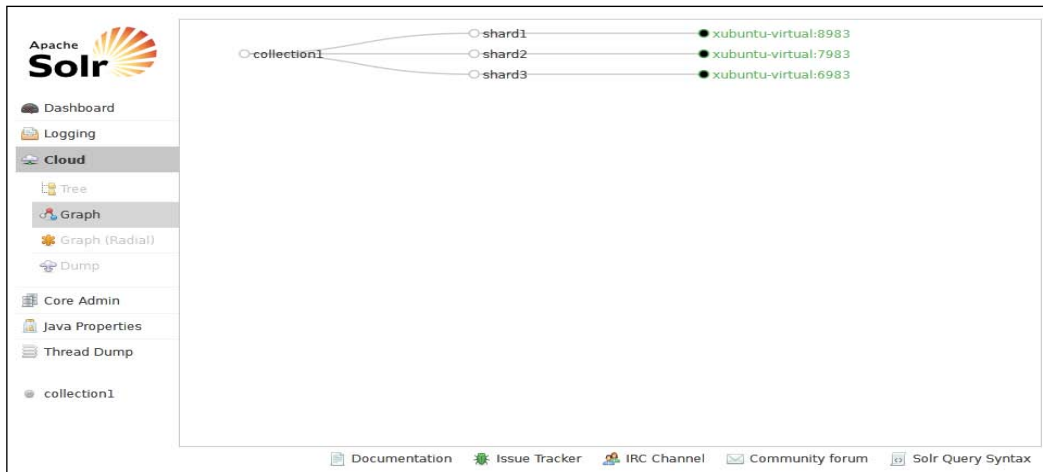 Apache
Solr
Dashboard
Logging
Cloud
Tree
Graph
Graph (Radial)
Dump
Core Admin
Java Properties
Thread Dump
collection1
collection1
shard1
xubuntu-virtual:8983
shard2
xubuntu-virtual:7983
shard3
xubuntu-virtual:6983
Documentation Issue Tracker IRC Channel Community forum Solr Query Syntax